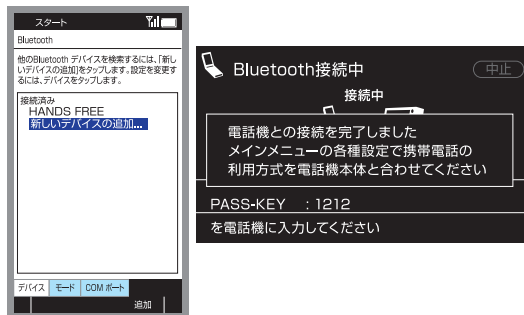 スタート
Bluetooth
他のBluetooth デバイスを検索するには、「新し
いデバイスの追加]をタップします。設定を変更す
るには、デバイスをタップします。
接続済み
HANDS FREE
新しいデバイスの追加...
デバイス モード COM ポート
追加
Bluetooth接続中
中止
接続中
電話機との接続を完了しました
メインメニューの各種設定で携帯電話の
利用方式を電話機本体と合わせてください
PASS-KEY :1212
を電話機に入力してください